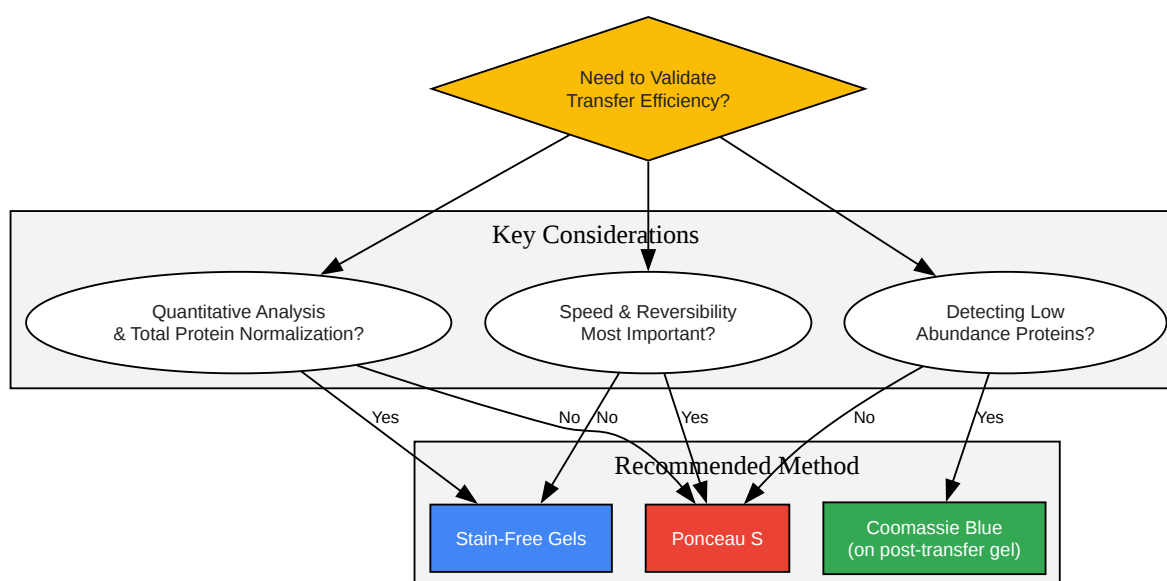 Need to Validate
Transfer Efficiency?
Key Considerations
Quantitative Analysis
& Total Protein Normalization?
Speed & Reversibility
Most Important?
Detecting Low
Abundance Proteins?
Yes
No
No
Yes
No
Yes
Recommended Method
Stain-Free Gels
Ponceau S
Coomassie Blue
(on post-transfer gel)